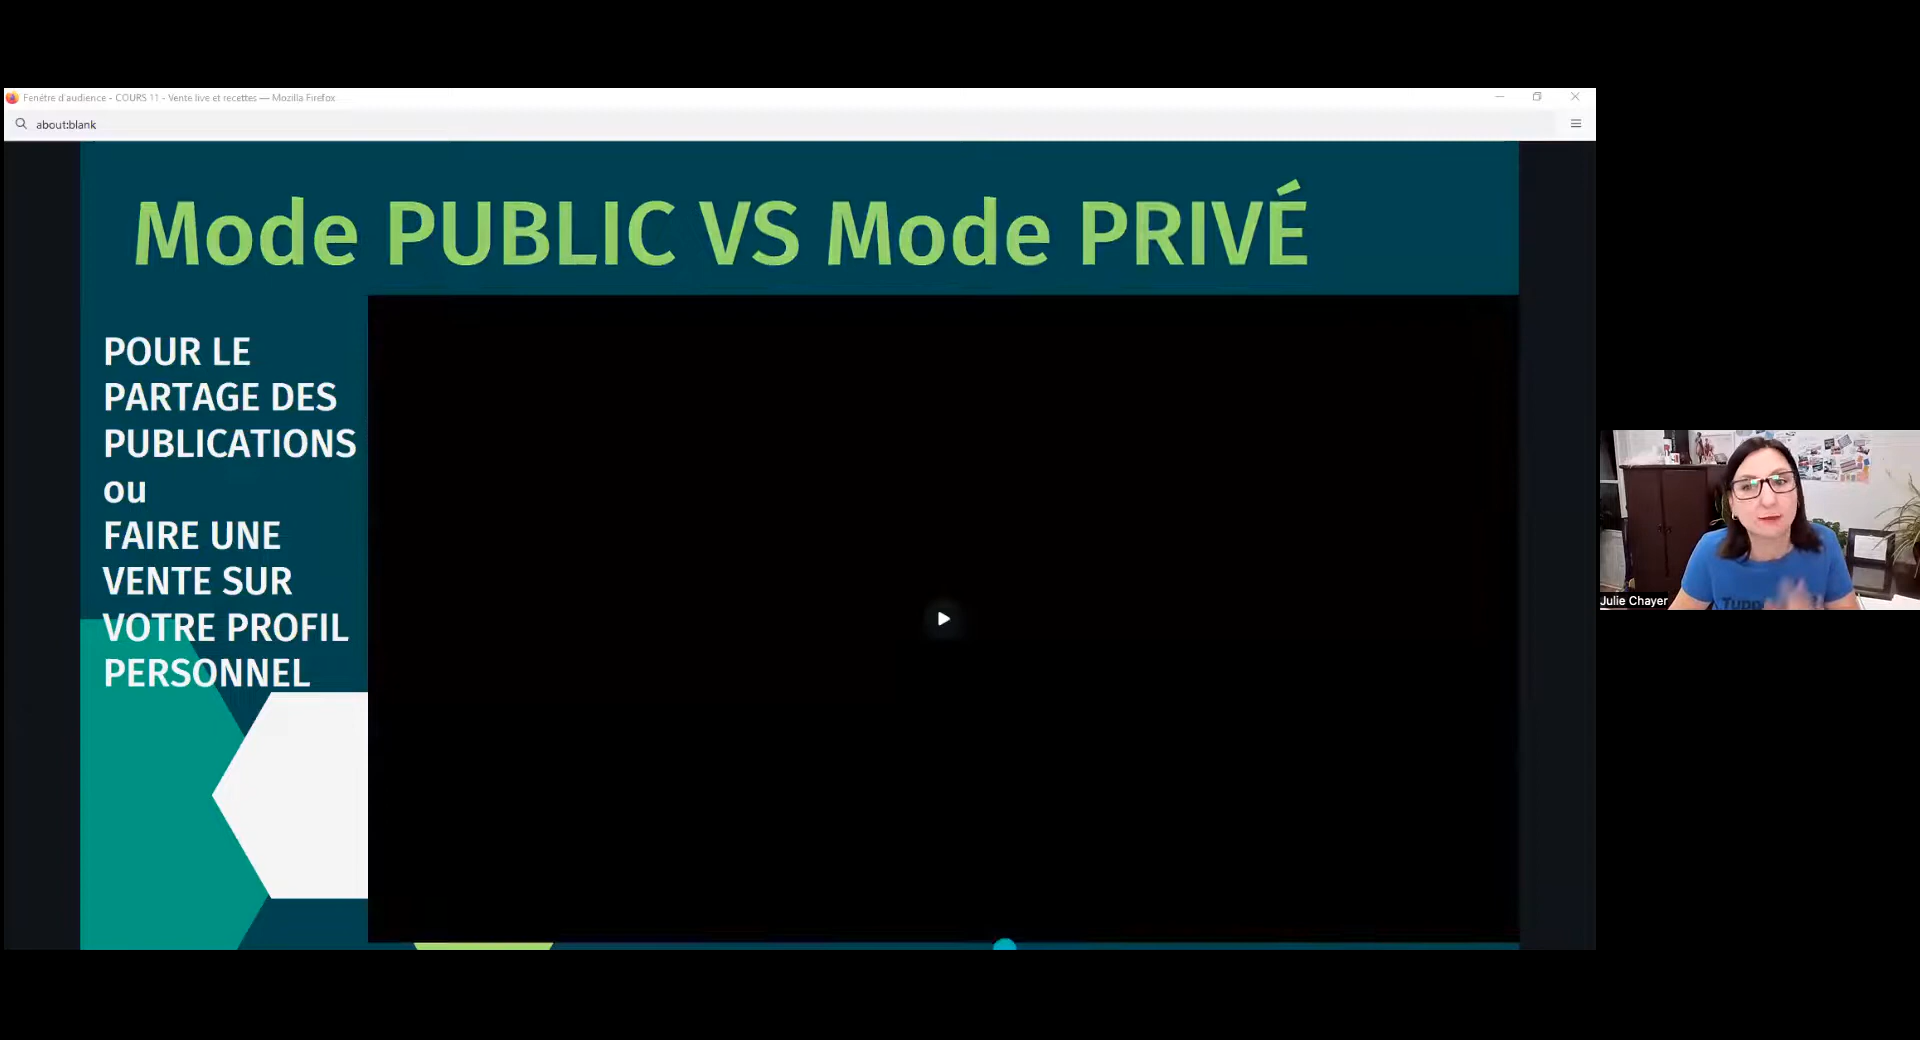 Fenêtre d'audience - COURS 11 - Vente live et recettes — Mozilla Firefox
about:blank
Mode PUBLIC VS Mode PRIVÉ
POUR LE
PARTAGE DES
PUBLICATIONS
ou
FAIRE UNE
VENTE SUR
VOTRE PROFIL
PERSONNEL
Julie Chayer